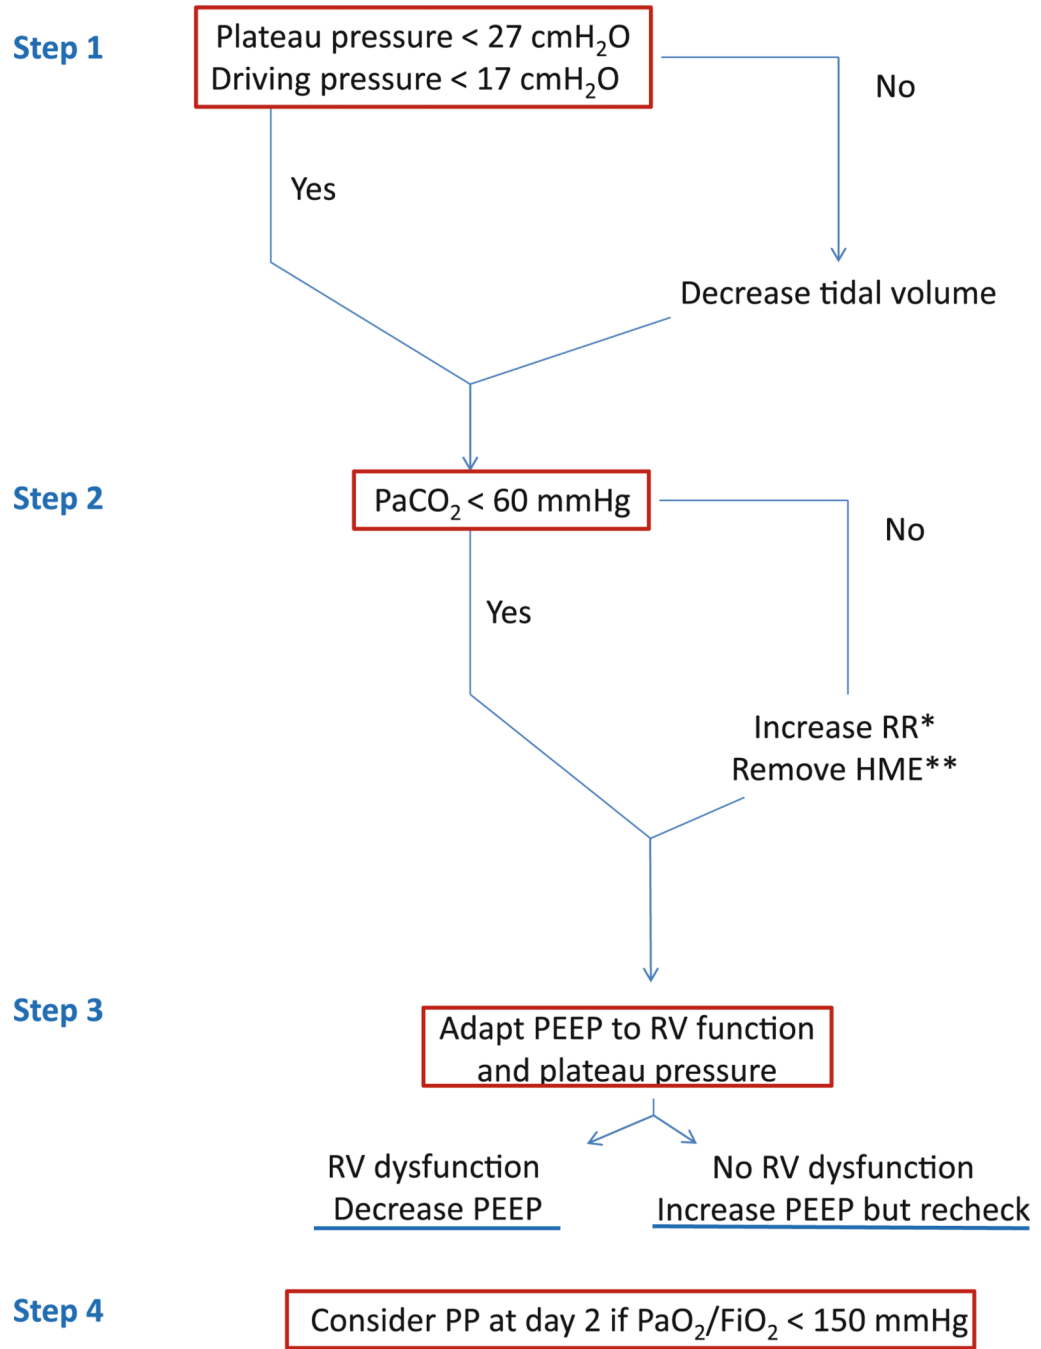 Step 1
Plateau pressure < 27 cmH₂O
Driving pressure < 17 cmH₂O
No
Yes
Decrease tidal volume
Step 2
PaCO₂ < 60 mmHg
No
Yes
Increase RR*
Remove HME**
Step 3
Adapt PEEP to RV function
and plateau pressure
RV dysfunction
Decrease PEEP
No RV dysfunction
Increase PEEP but recheck
Step 4
Consider PP at day 2 if PaO₂/FiO₂ < 150 mmHg